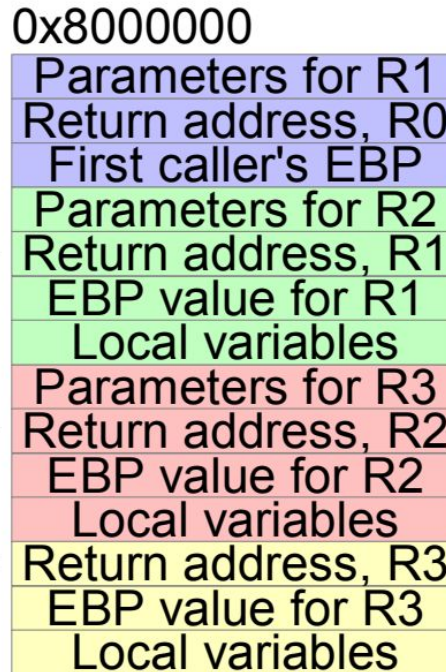 0x8000000
Parameters for R1
Return address, R0
First caller's EBP
Parameters for R2
Return address, R1
EBP value for R1
Local variables
Parameters for R3
Return address, R2
EBP value for R2
Local variables
Return address, R3
EBP value for R3
Local variables